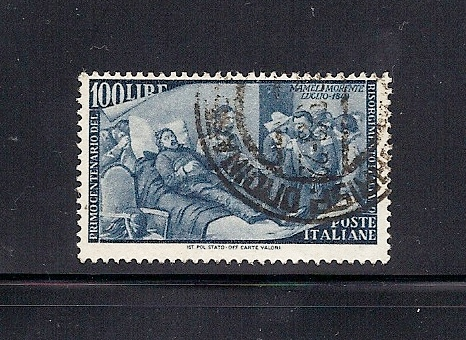 100 LIRE
MAMELI MORENTE
LUGLIO · 1849
PRIMO CENTENARIO DEL
RISORGIMENTO ITALIANO
POSTE
ITALIANE
IST. POL. STATO - OFF. CARTE VALORI